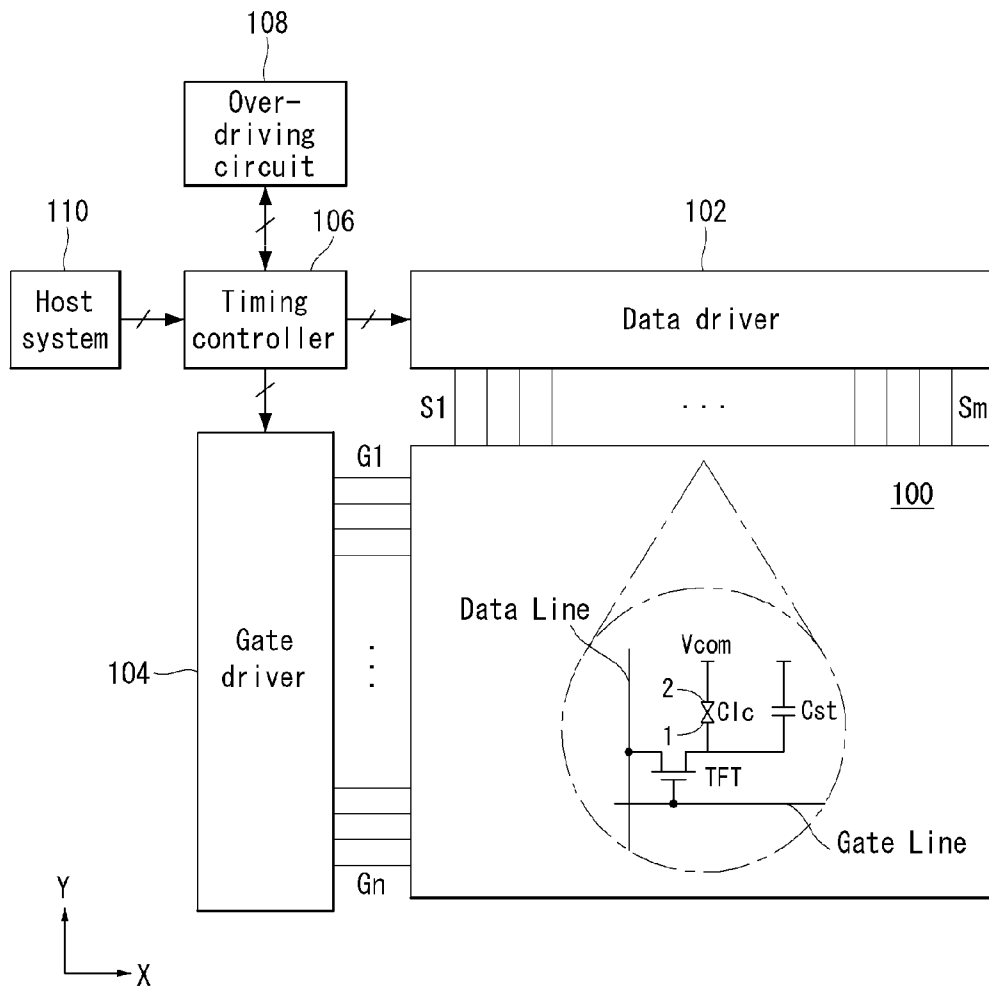 108
Over-
driving
circuit
110
106
102
Host
system
Timing
controller
Data driver
S1
...
Sm
G1
100
Data Line
Gate
driver
104
Vcom
2
Clc
Cst
1
TFT
Gate Line
Gn
Y
X